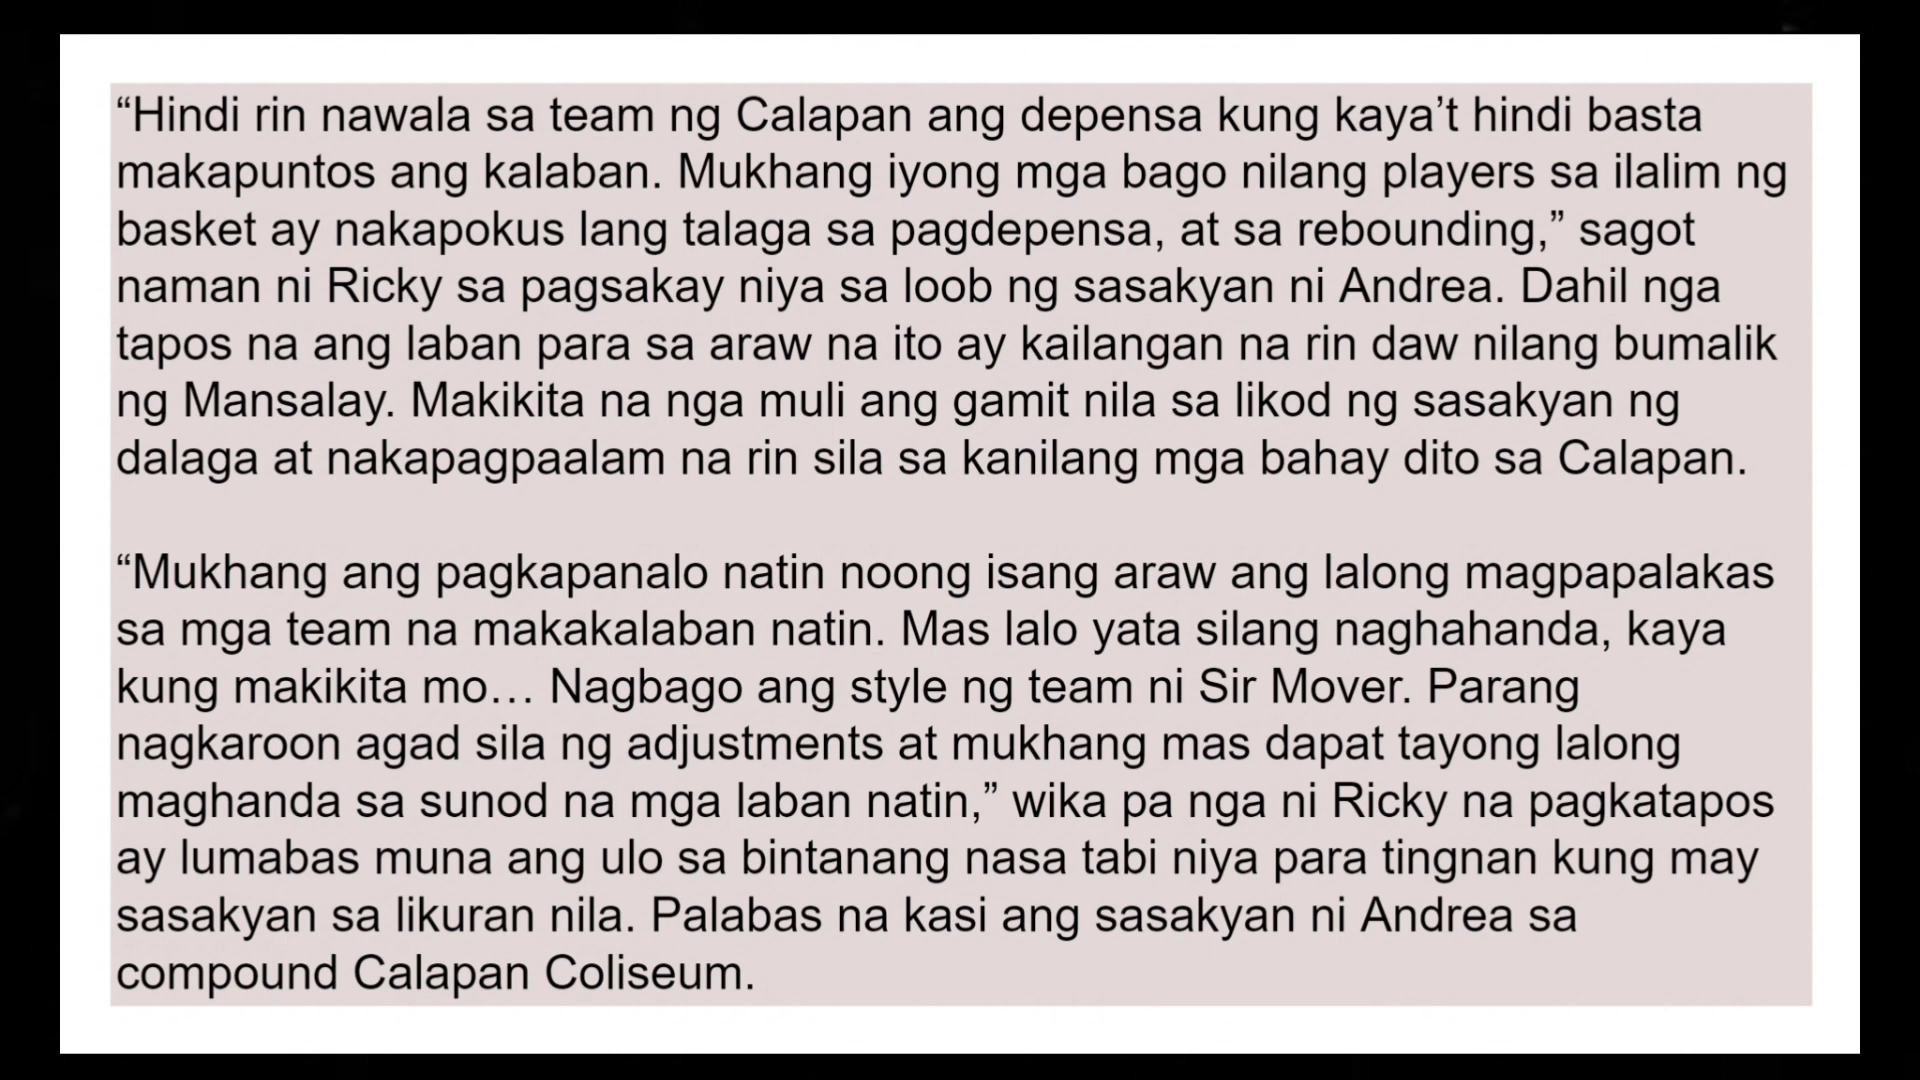 “Hindi rin nawala sa team ng Calapan ang depensa kung kaya’t hindi basta
makapuntos ang kalaban. Mukhang iyong mga bago nilang players sa ilalim ng
basket ay nakapokus lang talaga sa pagdepensa, at sa rebounding,” sagot
naman ni Ricky sa pagsakay niya sa loob ng sasakyan ni Andrea. Dahil nga
tapos na ang laban para sa araw na ito ay kailangan na rin daw nilang bumalik
ng Mansalay. Makikita na nga muli ang gamit nila sa likod ng sasakyan ng
dalaga at nakapagpaalam na rin sila sa kanilang mga bahay dito sa Calapan.
“Mukhang ang pagkapanalo natin noong isang araw ang lalong magpapalakas
sa mga team na makakalaban natin. Mas lalo yata silang naghahanda, kaya
kung makikita mo… Nagbago ang style ng team ni Sir Mover. Parang
nagkaroon agad sila ng adjustments at mukhang mas dapat tayong lalong
maghanda sa sunod na mga laban natin,” wika pa nga ni Ricky na pagkatapos
ay lumabas muna ang ulo sa bintanang nasa tabi niya para tingnan kung may
sasakyan sa likuran nila. Palabas na kasi ang sasakyan ni Andrea sa
compound Calapan Coliseum.